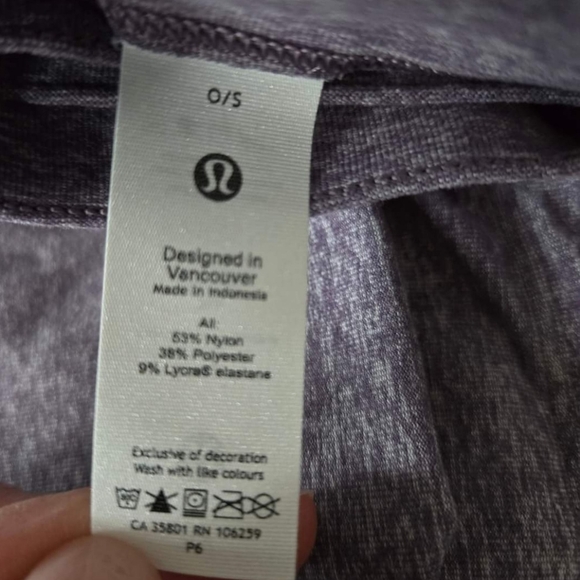 O/S
Designed in
Vancouver
Made in Indonesia
All:
53% Nylon
38% Polyester
9% Lycra® elastane
Exclusive of decoration
Wash with like colours
CA 35801 RN 106259
P6